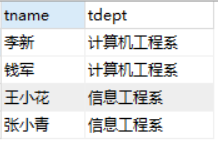 tname tdept
李新 计算机工程系
钱军 计算机工程系
王小花 信息工程系
张小青 信息工程系